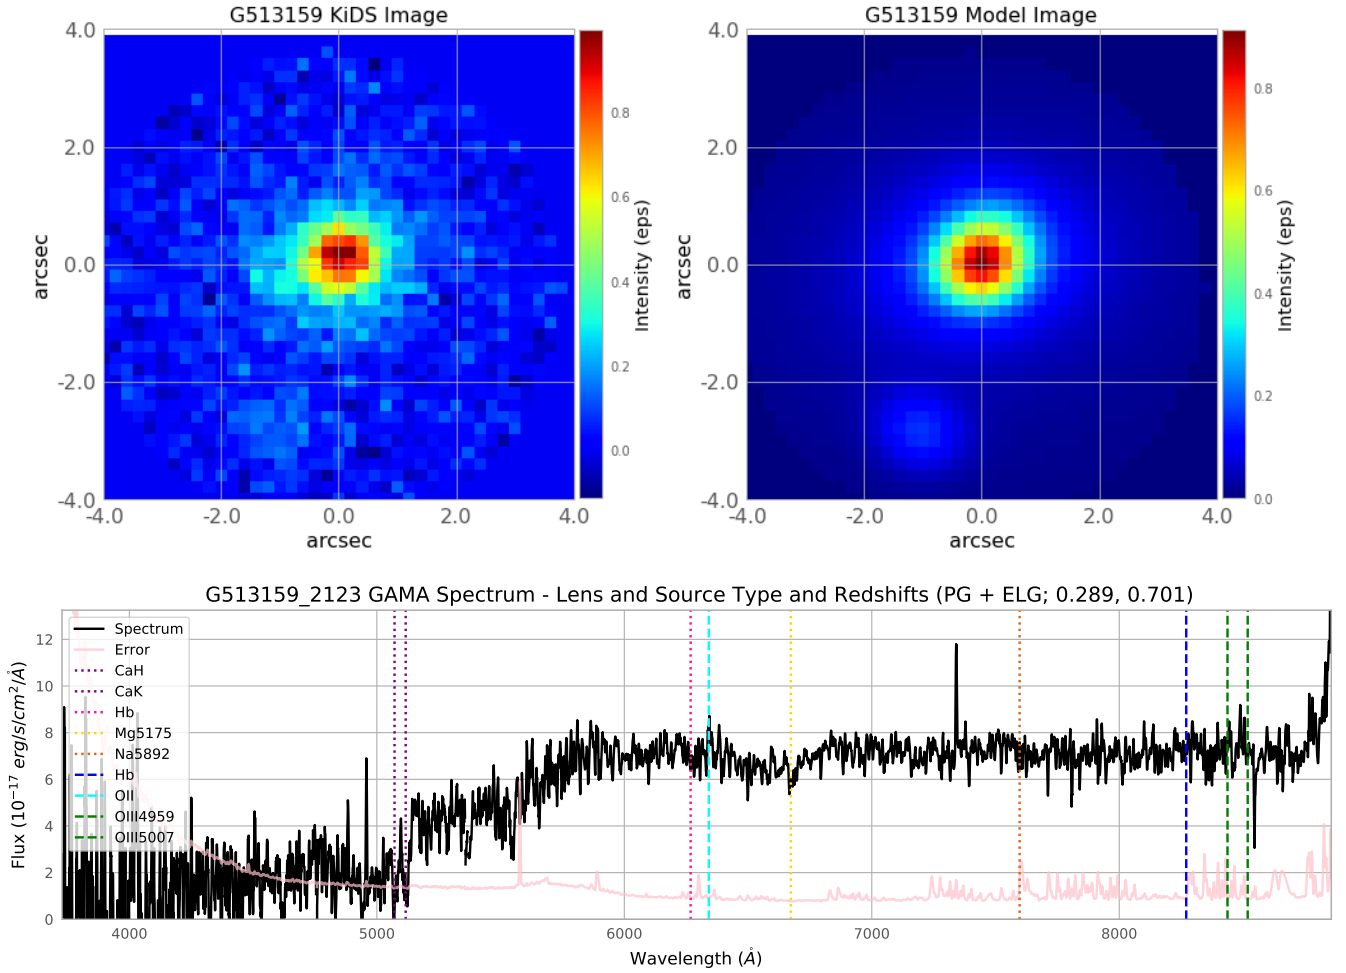 G513159 KiDS Image
4.0
2.0
0.0
-2.0
-4.0
arcsec
-4.0 -2.0 0.0 2.0 4.0
arcsec
0.8
0.6
0.4
0.2
0.0
Intensity (eps)
G513159 Model Image
4.0
2.0
0.0
-2.0
-4.0
arcsec
-4.0 -2.0 0.0 2.0 4.0
arcsec
0.8
0.6
0.4
0.2
0.0
Intensity (eps)
G513159_2123 GAMA Spectrum - Lens and Source Type and Redshifts (PG + ELG; 0.289, 0.701)
Flux (10⁻¹⁷ erg/s/cm²/Å)
12
10
8
6
4
2
0
Spectrum
Error
CaH
CaK
Hb
Mg5175
Na5892
Hb
OII
OIII4959
OIII5007
4000 5000 6000 7000 8000
Wavelength (Å)